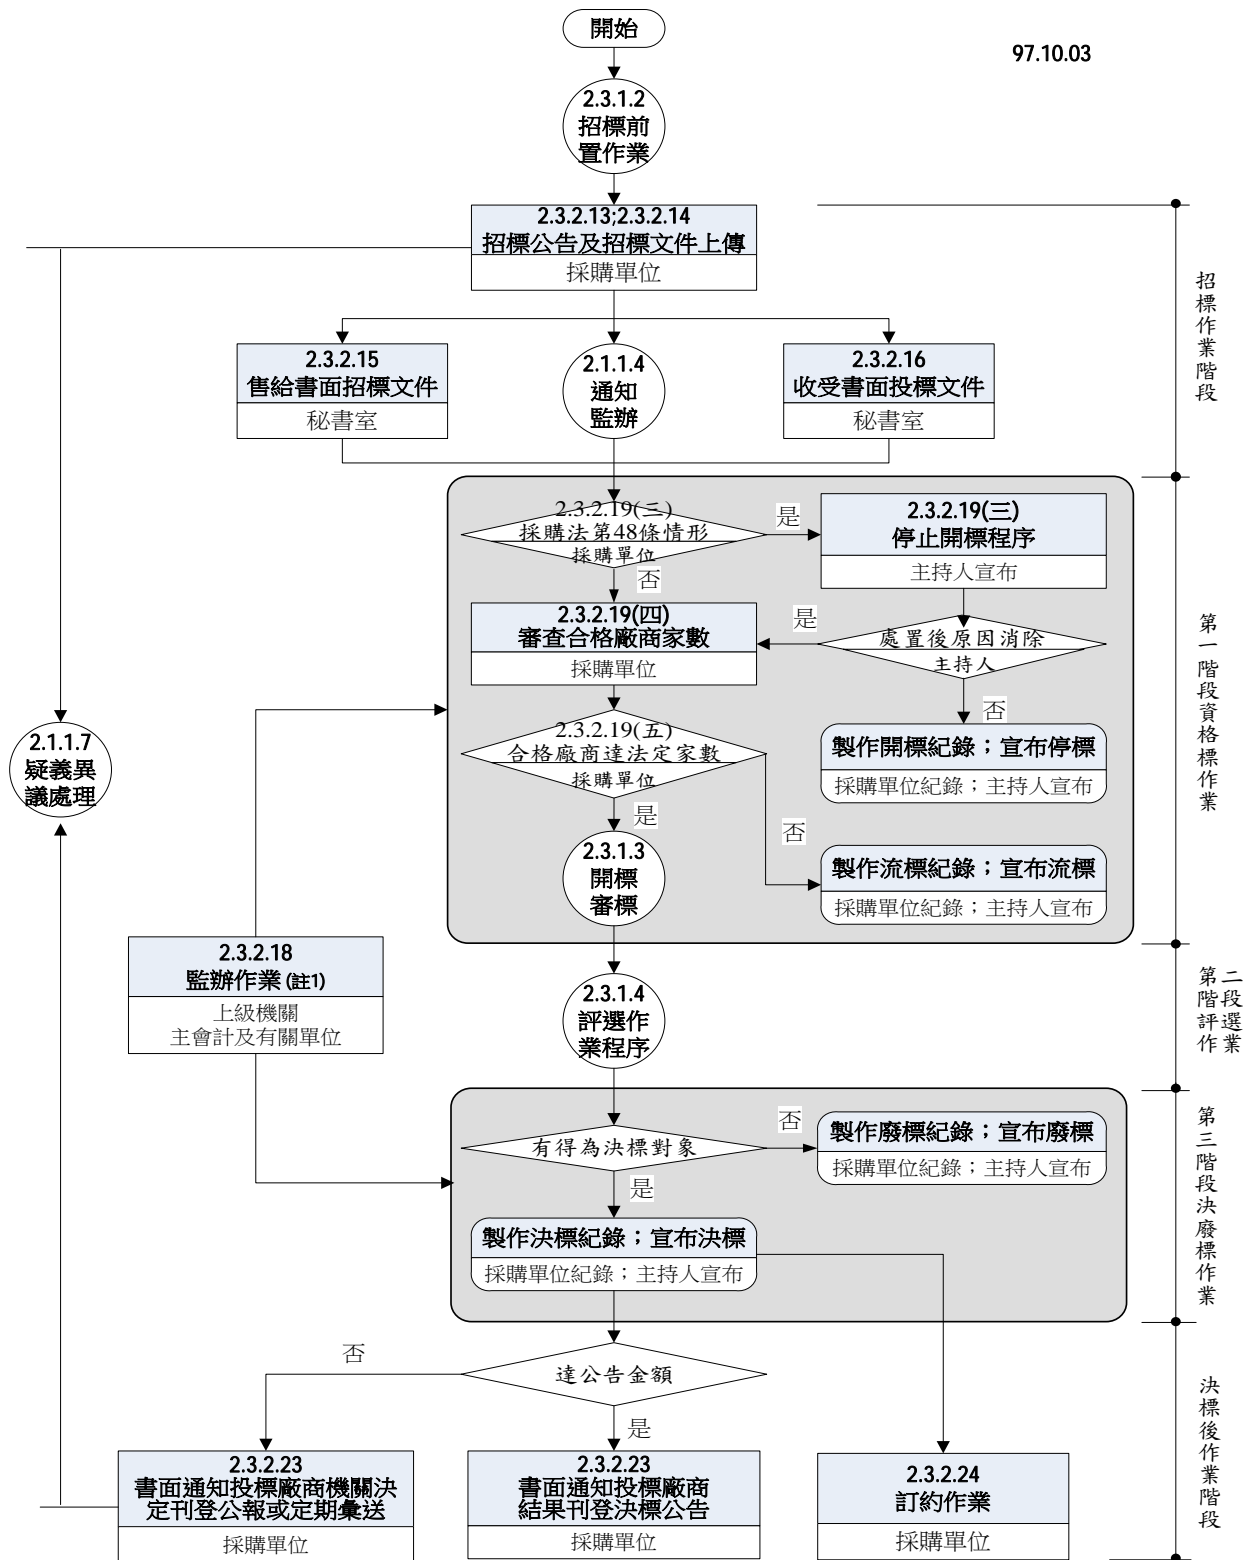 開始
97.10.03
2.3.1.2
招標前
置作業
2.3.2.13;2.3.2.14
招標公告及招標文件上傳
採購單位
招標作業階段
2.3.2.15
售給書面招標文件
秘書室
2.1.1.4
通知
監辦
2.3.2.16
收受書面投標文件
秘書室
2.3.2.19(三)
採購法第48條情形
採購單位
是
否
2.3.2.19(三)
停止開標程序
主持人宣布
2.3.2.19(四)
審查合格廠商家數
採購單位
是
處置後原因消除
主持人
否
第一階段資格標作業
2.3.2.19(五)
合格廠商達法定家數
採購單位
是
否
製作開標紀錄；宣布停標
採購單位紀錄；主持人宣布
2.1.1.7
疑義異
議處理
2.3.1.3
開標
審標
製作流標紀錄；宣布流標
採購單位紀錄；主持人宣布
2.3.2.18
監辦作業(註1)
上級機關
主會計及有關單位
2.3.1.4
評選作
業程序
第二
階段
評選
作業
有得為決標對象
否
是
製作廢標紀錄；宣布廢標
採購單位紀錄；主持人宣布
第三階段決廢標作業
製作決標紀錄；宣布決標
採購單位紀錄；主持人宣布
達公告金額
否
是
決標後作業階段
2.3.2.23
書面通知投標廠商機關決
定刊登公報或定期彙送
採購單位
2.3.2.23
書面通知投標廠商
結果刊登決標公告
採購單位
2.3.2.24
訂約作業
採購單位